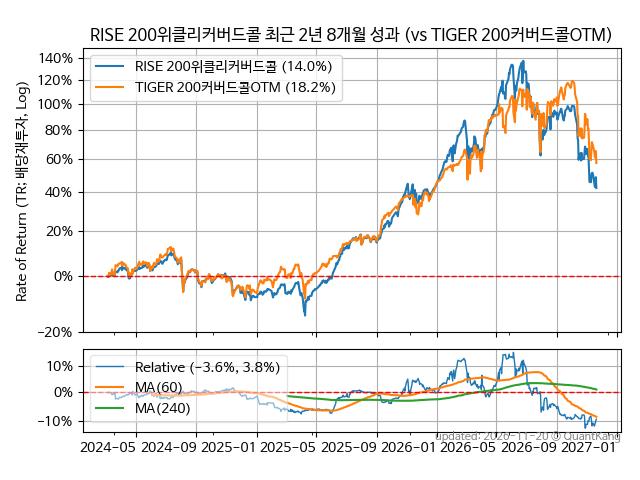 RISE 200위클리커버드콜 최근 2년 8개월 성과 (vs TIGER 200커버드콜OTM)
Rate of Return (TR; 배당재투자, Log)
140%
120%
100%
80%
60%
40%
20%
0%
−20%
RISE 200위클리커버드콜 (14.0%)
TIGER 200커버드콜OTM (18.2%)
10%
0%
−10%
Relative (−3.6%, 3.8%)
MA(60)
MA(240)
2024−05 2024−09 2025−01 2025−05 2025−09 2026−01 2026−05 2026−09 2027−01